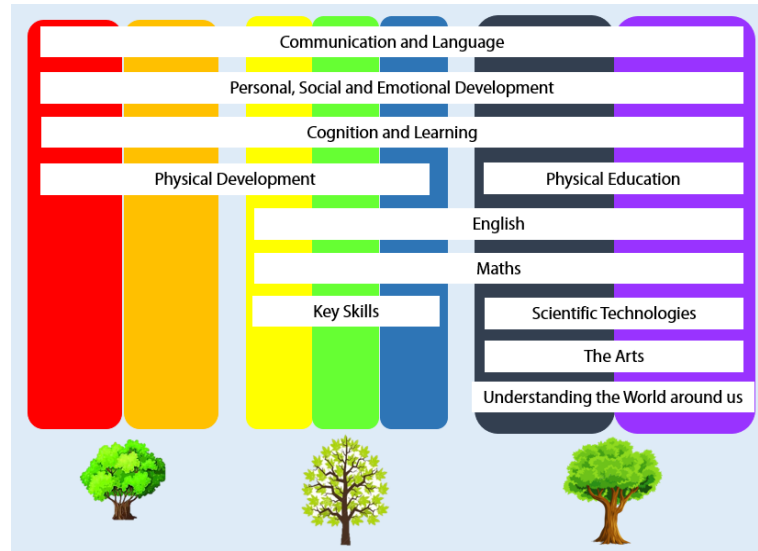 Communication and Language
Personal, Social and Emotional Development
Cognition and Learning
Physical Development
Physical Education
English
Maths
Key Skills
Scientific Technologies
The Arts
Understanding the World around us